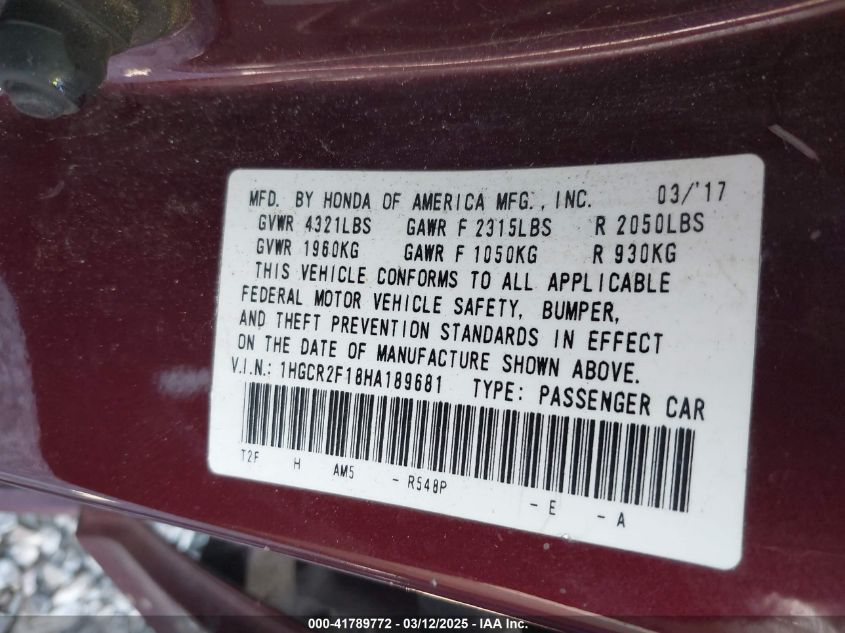 MFD. BY HONDA OF AMERICA MFG., INC. 03/'17
GVWR 4321LBS GAWR F 2315LBS R 2050LBS
GVWR 1960KG GAWR F 1050KG R 930KG
THIS VEHICLE CONFORMS TO ALL APPLICABLE
FEDERAL MOTOR VEHICLE SAFETY, BUMPER,
AND THEFT PREVENTION STANDARDS IN EFFECT
ON THE DATE OF MANUFACTURE SHOWN ABOVE.
V.I.N.: 1HGCR2F18HA189681 TYPE: PASSENGER CAR
T2F H AM5 - R548P - E - A
000-41789772 — 03/12/2025 — IAA, Inc.